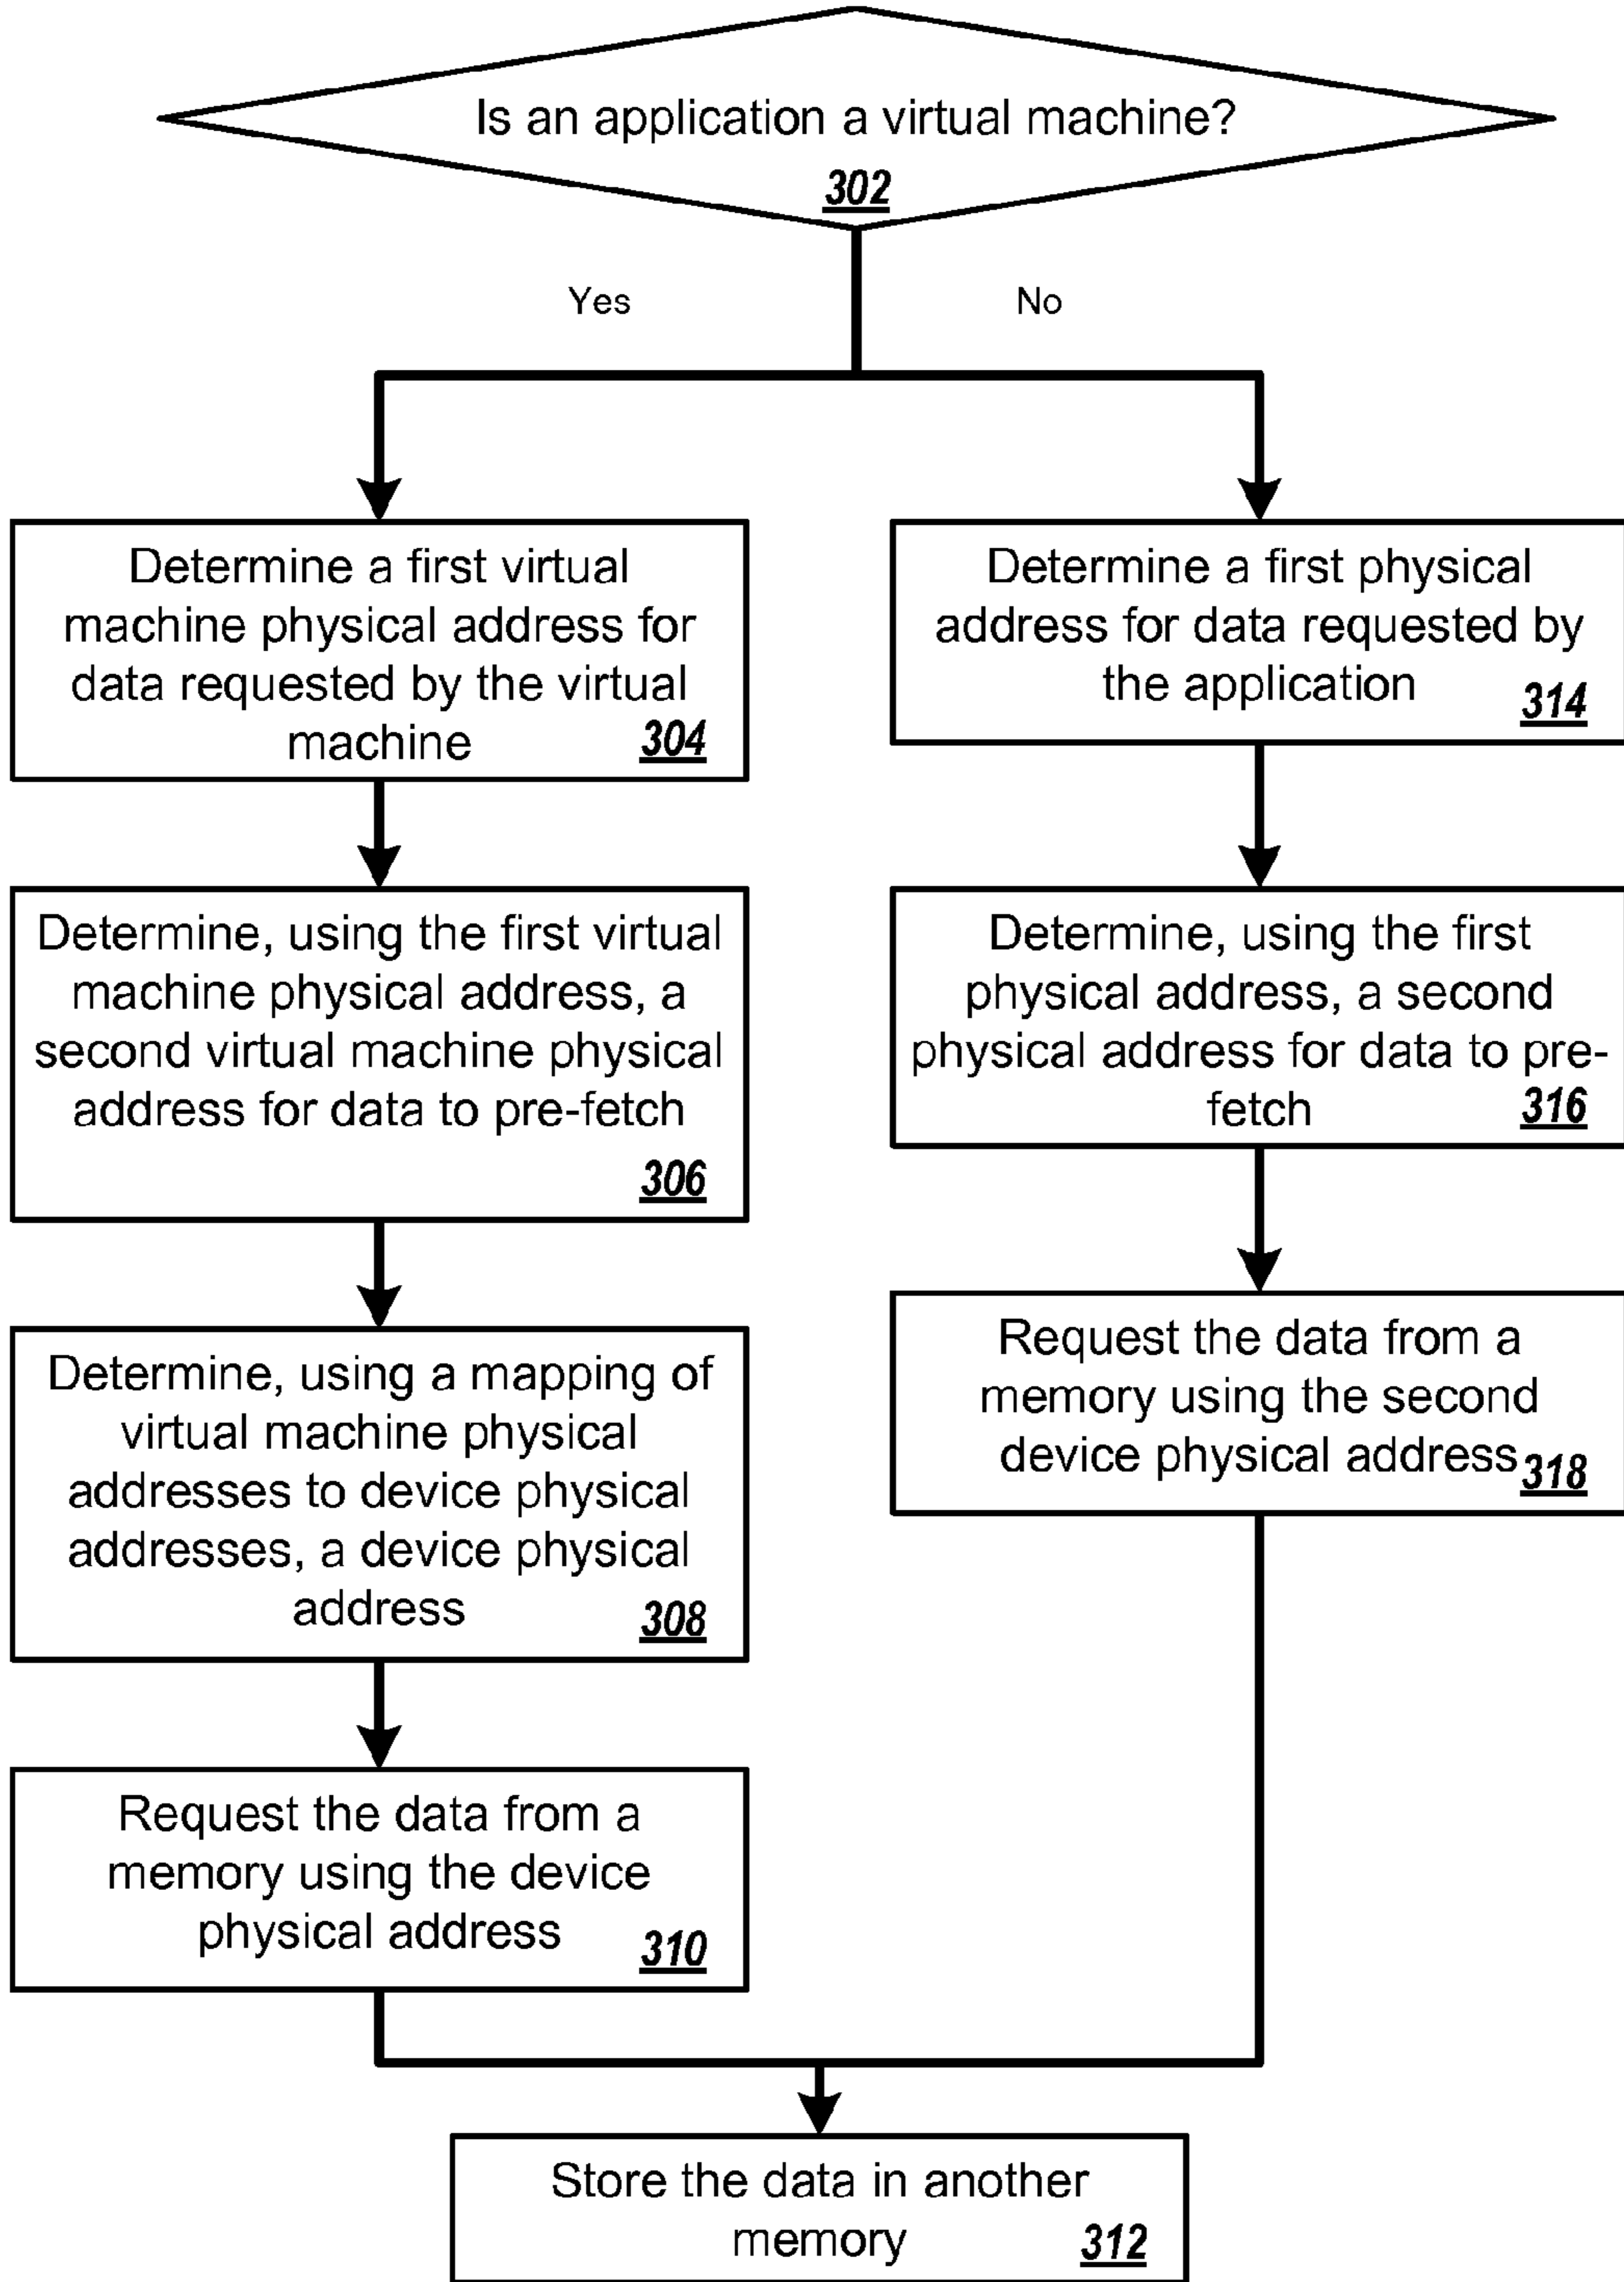 Is an application a virtual machine?
302
Yes
No
Determine a first virtual
machine physical address for
data requested by the virtual
machine 304
Determine, using the first virtual
machine physical address, a
second virtual machine physical
address for data to pre-fetch
306
Determine, using a mapping of
virtual machine physical
addresses to device physical
addresses, a device physical
address 308
Request the data from a
memory using the device
physical address 310
Determine a first physical
address for data requested by
the application 314
Determine, using the first
physical address, a second
physical address for data to pre-
fetch 316
Request the data from a
memory using the second
device physical address 318
Store the data in another
memory 312